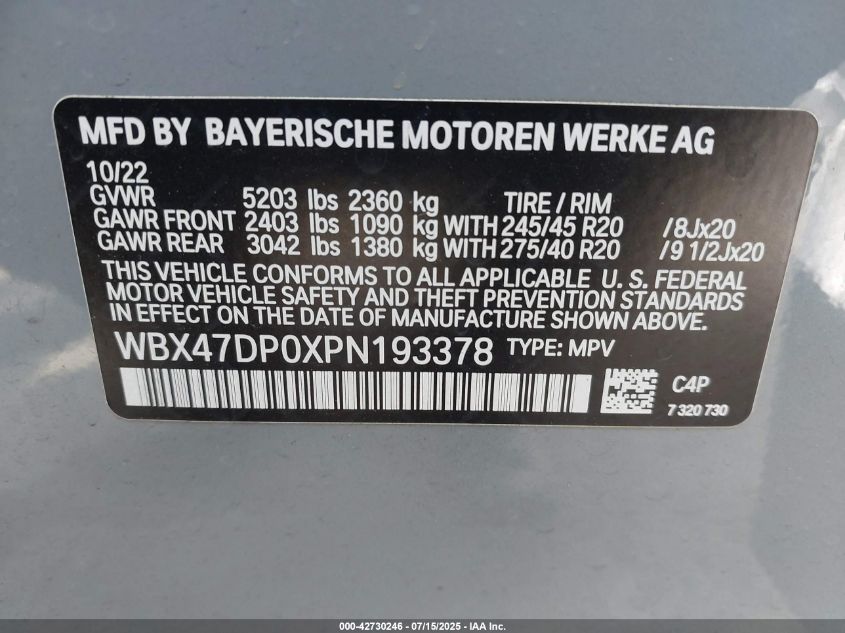 MFD BY BAYERISCHE MOTOREN WERKE AG
10/22
GVWR 5203 lbs 2360 kg TIRE / RIM
GAWR FRONT 2403 lbs 1090 kg WITH 245/45 R20 /8Jx20
GAWR REAR 3042 lbs 1380 kg WITH 275/40 R20 /9 1/2Jx20
THIS VEHICLE CONFORMS TO ALL APPLICABLE U. S. FEDERAL
MOTOR VEHICLE SAFETY AND THEFT PREVENTION STANDARDS
IN EFFECT ON THE DATE OF MANUFACTURE SHOWN ABOVE.
WBX47DP0XPN193378 TYPE: MPV
C4P
7 320 730
000-42730246 - 07/15/2025 - IAA Inc.